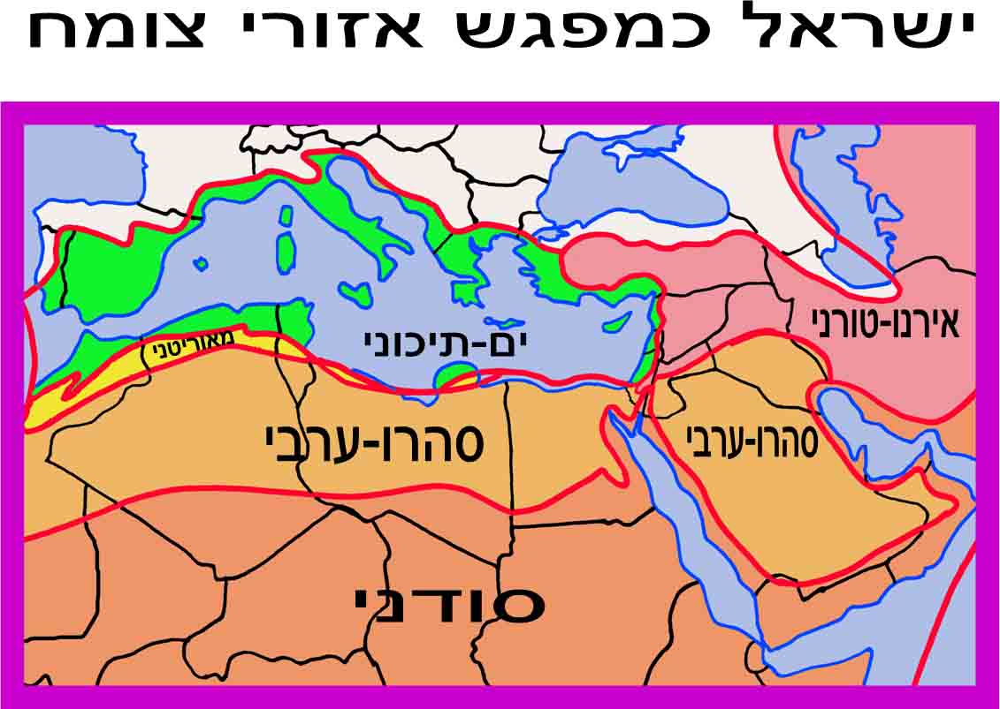 ישראל כמפגש אזורי צומח
אירנו-טורני
מאוריטני
ים-תיכוני
סהרו-ערבי
סהרו-ערבי
סודני